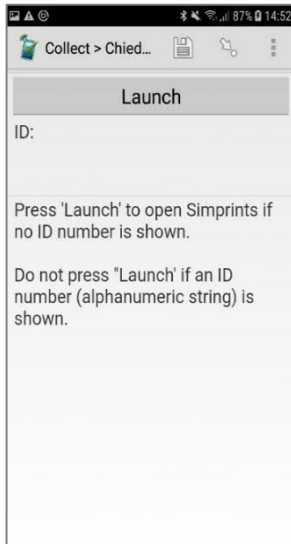 87% 14:52
Collect > Chied...
Launch
ID:
Press 'Launch' to open Simprints if
no ID number is shown.
Do not press "Launch' if an ID
number (alphanumeric string) is
shown.